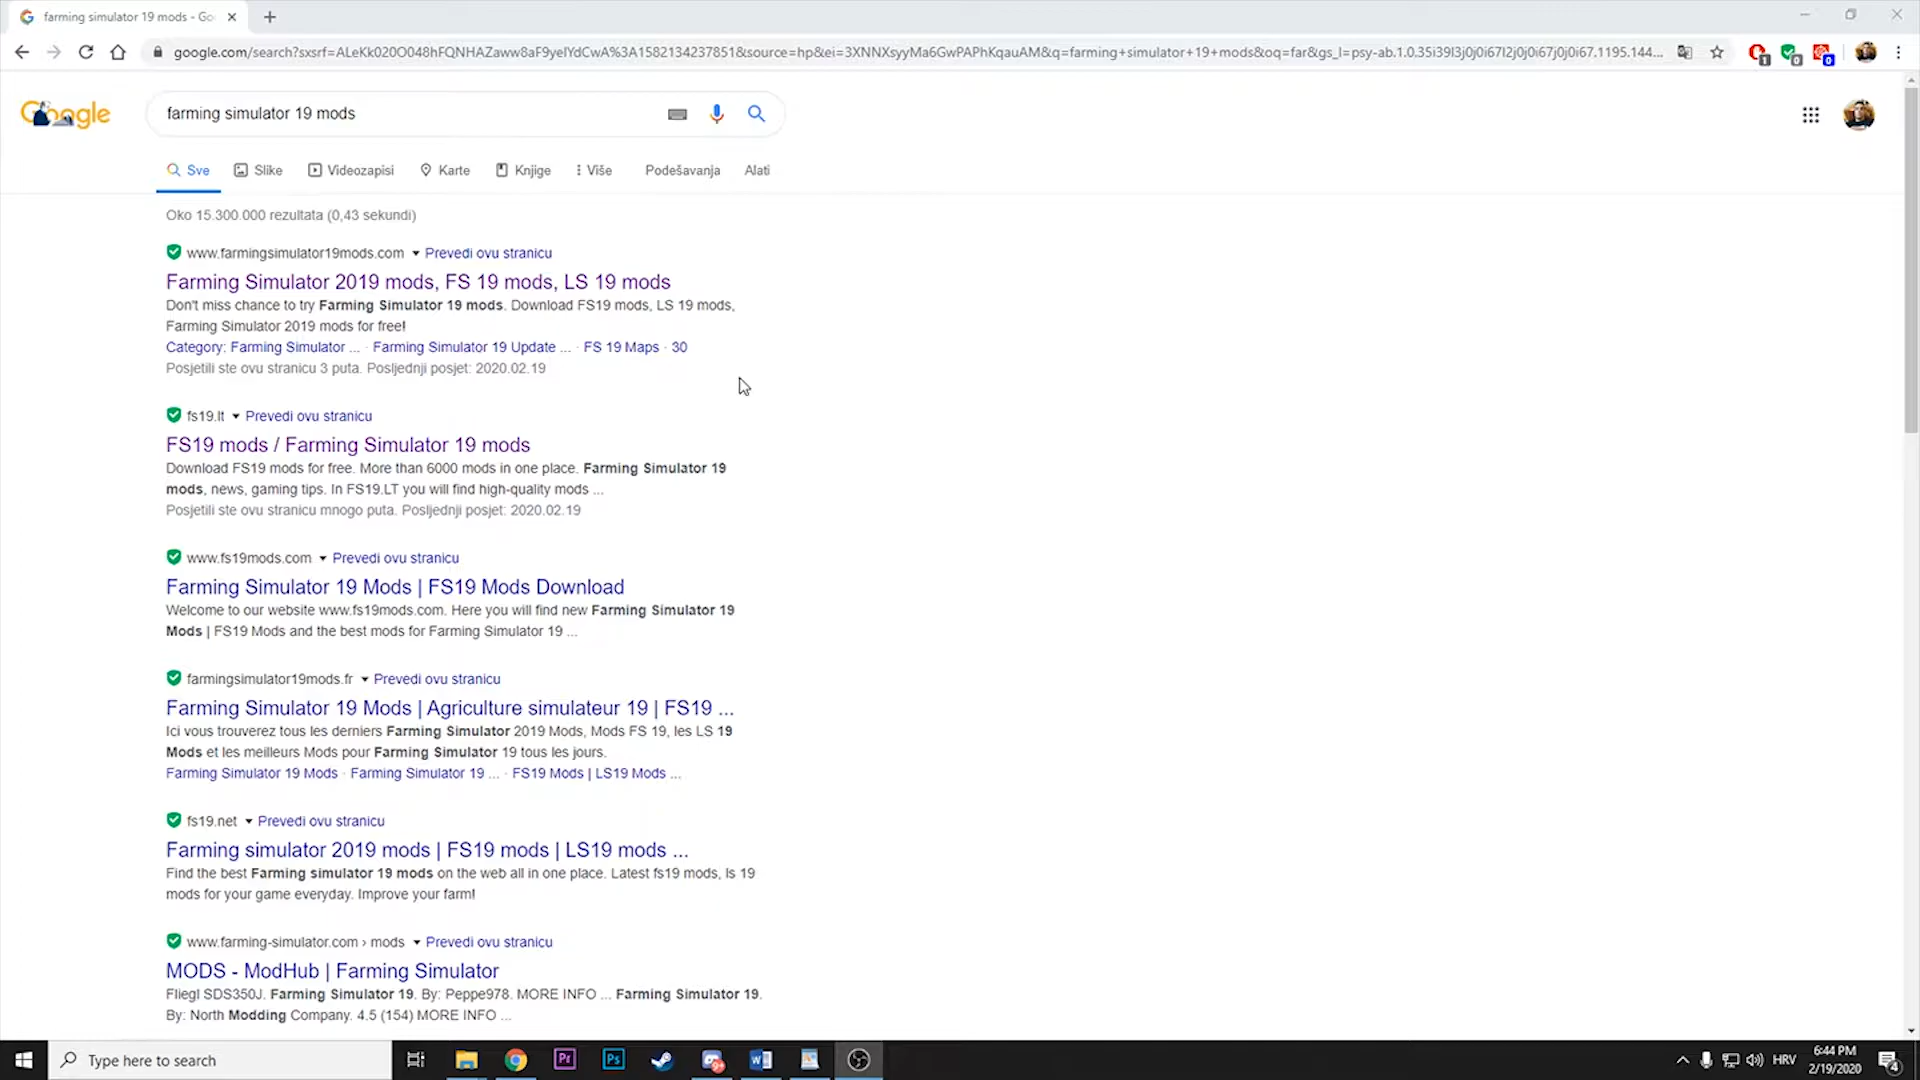 farming simulator 19 mods - Go
google.com/search?sxsrf=ALeKk020O048hFQNHAZaww8aF9yeIYdCwA%3A1582134237851&source=hp&ei=3XNNXsyyMa6GwPAPhKqauAM&q=farming+simulator+19+mods&oq=far&gs_l=psy-ab.1.0.35i39l3j0j0i67l2j0j0i67j0j0i67.1195.144...
1 0 0
Google
farming simulator 19 mods
Sve Slike Videozapisi Karte Knjige Više Podešavanja Alati
Oko 15.300.000 rezultata (0,43 sekundi)
www.farmingsimulator19mods.com Prevedi ovu stranicu
Farming Simulator 2019 mods, FS 19 mods, LS 19 mods
Don't miss chance to try Farming Simulator 19 mods. Download FS19 mods, LS 19 mods,
Farming Simulator 2019 mods for free!
Category: Farming Simulator ... · Farming Simulator 19 Update ... · FS 19 Maps · 30
Posjetili ste ovu stranicu 3 puta. Posljednji posjet: 2020.02.19
fs19.lt Prevedi ovu stranicu
FS19 mods / Farming Simulator 19 mods
Download FS19 mods for free. More than 6000 mods in one place. Farming Simulator 19
mods, news, gaming tips. In FS19.LT you will find high-quality mods ...
Posjetili ste ovu stranicu mnogo puta. Posljednji posjet: 2020.02.19
www.fs19mods.com Prevedi ovu stranicu
Farming Simulator 19 Mods | FS19 Mods Download
Welcome to our website www.fs19mods.com. Here you will find new Farming Simulator 19
Mods | FS19 Mods and the best mods for Farming Simulator 19 ...
farmingsimulator19mods.fr Prevedi ovu stranicu
Farming Simulator 19 Mods | Agriculture simulateur 19 | FS19 ...
Ici vous trouverez tous les derniers Farming Simulator 2019 Mods, Mods FS 19, les LS 19
Mods et les meilleurs Mods pour Farming Simulator 19 tous les jours.
Farming Simulator 19 Mods · Farming Simulator 19 ... · FS19 Mods | LS19 Mods ...
fs19.net Prevedi ovu stranicu
Farming simulator 2019 mods | FS19 mods | LS19 mods ...
Find the best Farming simulator 19 mods on the web all in one place. Latest fs19 mods, ls 19
mods for your game everyday. Improve your farm!
www.farming-simulator.com › mods Prevedi ovu stranicu
MODS - ModHub | Farming Simulator
Fliegl SDS350J. Farming Simulator 19. By: Peppe978. MORE INFO ... Farming Simulator 19.
By: North Modding Company. 4.5 (154) MORE INFO ...
Type here to search
Pr Ps
HRV
6:44 PM
2/19/2020
4